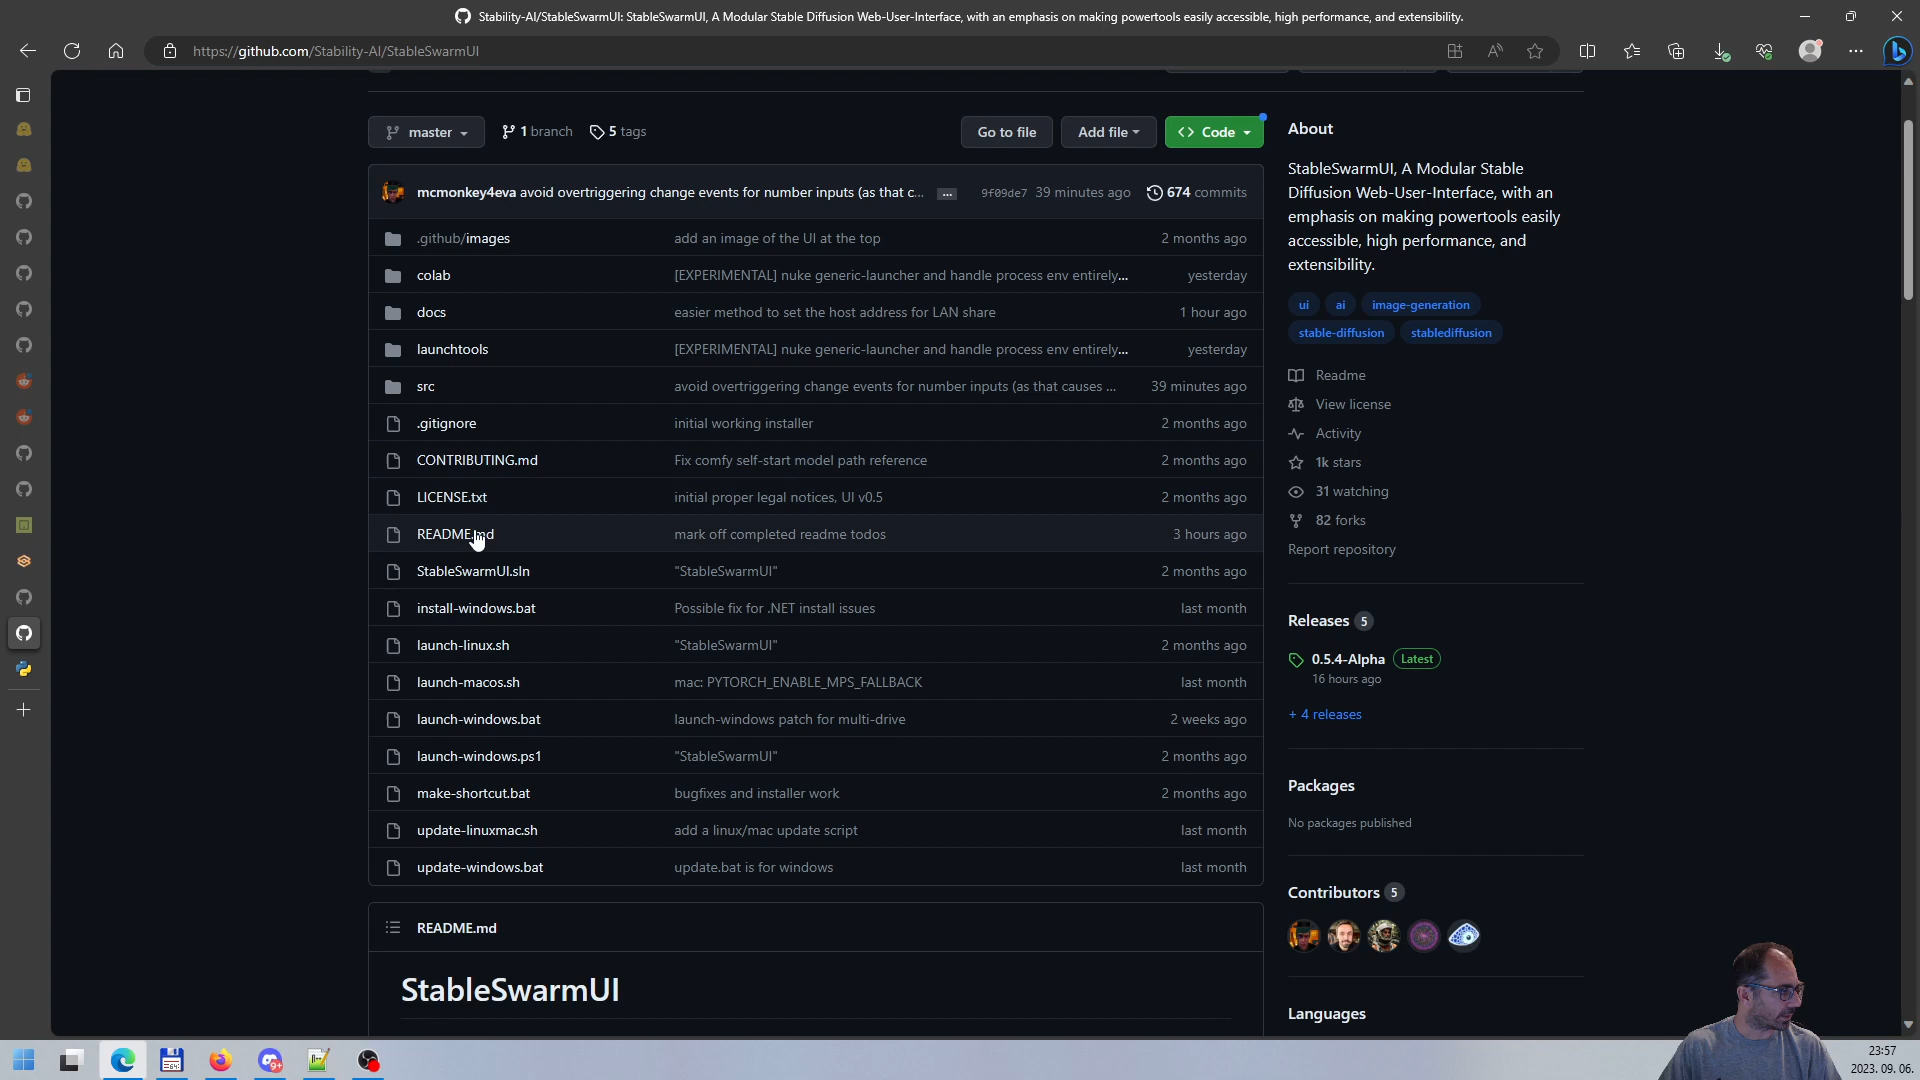 Stability-AI/StableSwarmUI: StableSwarmUI, A Modular Stable Diffusion Web-User-Interface, with an emphasis on making powertools easily accessible, high performance, and extensibility.
https://github.com/Stability-AI/StableSwarmUI
master
1 branch
5 tags
Go to file
Add file
Code
mcmonkey4eva avoid overtriggering change events for number inputs (as that c... ... 9f09de7 39 minutes ago 674 commits
.github/images add an image of the UI at the top 2 months ago
colab [EXPERIMENTAL] nuke generic-launcher and handle process env entirely... yesterday
docs easier method to set the host address for LAN share 1 hour ago
launchtools [EXPERIMENTAL] nuke generic-launcher and handle process env entirely... yesterday
src avoid overtriggering change events for number inputs (as that causes ... 39 minutes ago
.gitignore initial working installer 2 months ago
CONTRIBUTING.md Fix comfy self-start model path reference 2 months ago
LICENSE.txt initial proper legal notices, UI v0.5 2 months ago
README.md mark off completed readme todos 3 hours ago
StableSwarmUI.sln "StableSwarmUI" 2 months ago
install-windows.bat Possible fix for .NET install issues last month
launch-linux.sh "StableSwarmUI" 2 months ago
launch-macos.sh mac: PYTORCH_ENABLE_MPS_FALLBACK last month
launch-windows.bat launch-windows patch for multi-drive 2 weeks ago
launch-windows.ps1 "StableSwarmUI" 2 months ago
make-shortcut.bat bugfixes and installer work 2 months ago
update-linuxmac.sh add a linux/mac update script last month
update-windows.bat update.bat is for windows last month
README.md
StableSwarmUI
About
StableSwarmUI, A Modular Stable
Diffusion Web-User-Interface, with an
emphasis on making powertools easily
accessible, high performance, and
extensibility.
ui ai image-generation
stable-diffusion stablediffusion
Readme
View license
Activity
1k stars
31 watching
82 forks
Report repository
Releases 5
0.5.4-Alpha Latest
16 hours ago
+ 4 releases
Packages
No packages published
Contributors 5
Languages
9+
23:57
2023. 09. 06.